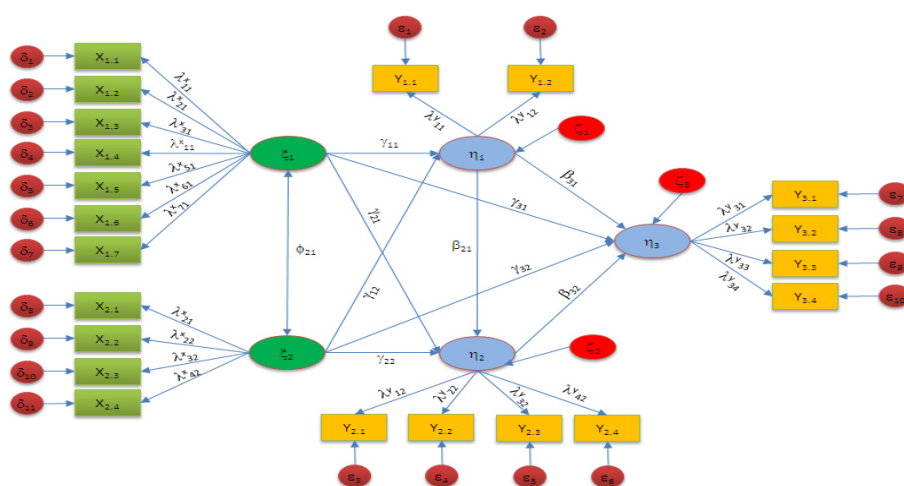 δ₁ X₁.₁ λˣ₁₁
δ₂ X₁.₂ λˣ₂₁
δ₃ X₁.₃ λˣ₃₁
δ₄ X₁.₄ λˣ₁₁
δ₅ X₁.₅ λˣ₅₁
δ₆ X₁.₆ λˣ₆₁
δ₇ X₁.₇ λˣ₇₁
δ₈ X₂.₁ λˣ₂₁
δ₉ X₂.₂ λˣ₂₂
δ₁₀ X₂.₃ λˣ₃₂
δ₁₁ X₂.₄ λˣ₄₂
ξ₁
ϕ₂₁
ξ₂
ε₁ ε₂
Y₁.₁ Y₁.₂
λʸ₁₁ λʸ₁₂
γ₁₁ η₁ ζ₁
γ₂₁ γ₃₁ β₃₁
β₂₁
γ₁₂ γ₃₂ β₃₂
γ₂₂ η₂ ζ₂
ζ₃
η₃
λʸ₃₁ Y₃.₁ ε₇
λʸ₃₂ Y₃.₂ ε₈
λʸ₃₃ Y₃.₃ ε₉
λʸ₃₄ Y₃.₄ ε₁₀
λʸ₁₂ λʸ₂₂ λʸ₃₂ λʸ₄₂
Y₂.₁ Y₂.₂ Y₂.₃ Y₂.₄
ε₃ ε₄ ε₅ ε₆